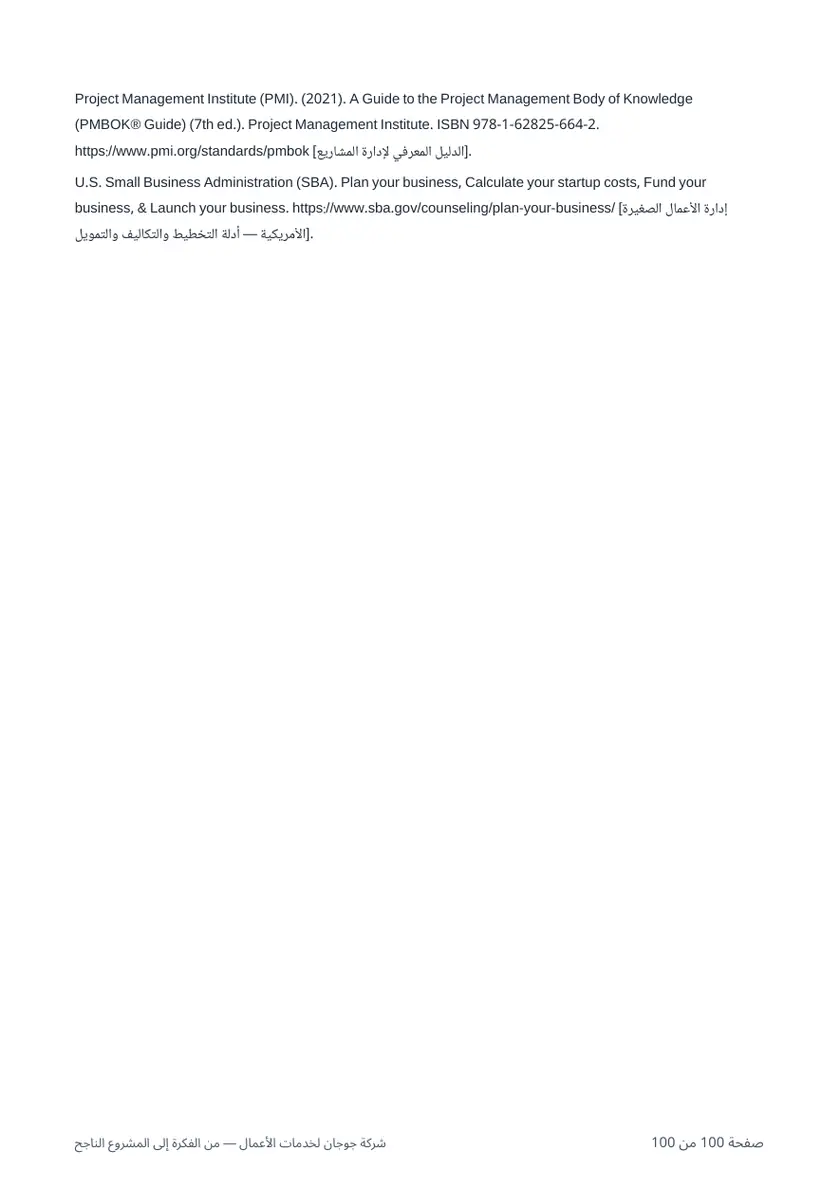 Project Management Institute (PMI). (2021). A Guide to the Project Management Body of Knowledge
(PMBOK® Guide) (7th ed.). Project Management Institute. ISBN 978-1-62825-664-2.
https://www.pmi.org/standards/pmbok [الدليل المعرفي لإدارة المشاريع].
U.S. Small Business Administration (SBA). Plan your business, Calculate your startup costs, Fund your
business, & Launch your business. https://www.sba.gov/counseling/plan-your-business/ [إدارة الأعمال الصغيرة
الأمريكية — أدلة التخطيط والتكاليف والتمويل].
صفحة 100 من 100
شركة جوجان لخدمات الأعمال — من الفكرة إلى المشروع الناجح